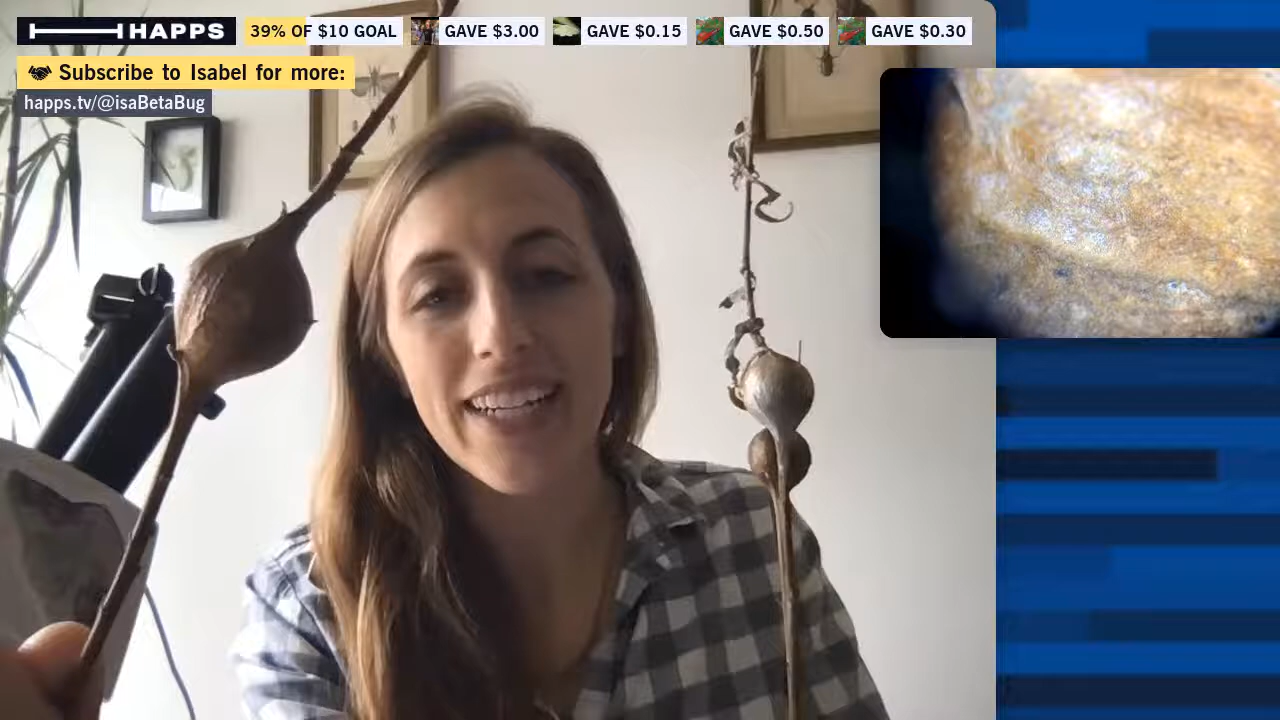 HAPPS
39% OF $10 GOAL
GAVE $3.00
GAVE $0.15
GAVE $0.50
GAVE $0.30
Subscribe to Isabel for more:
happs.tv/@isaBetaBug